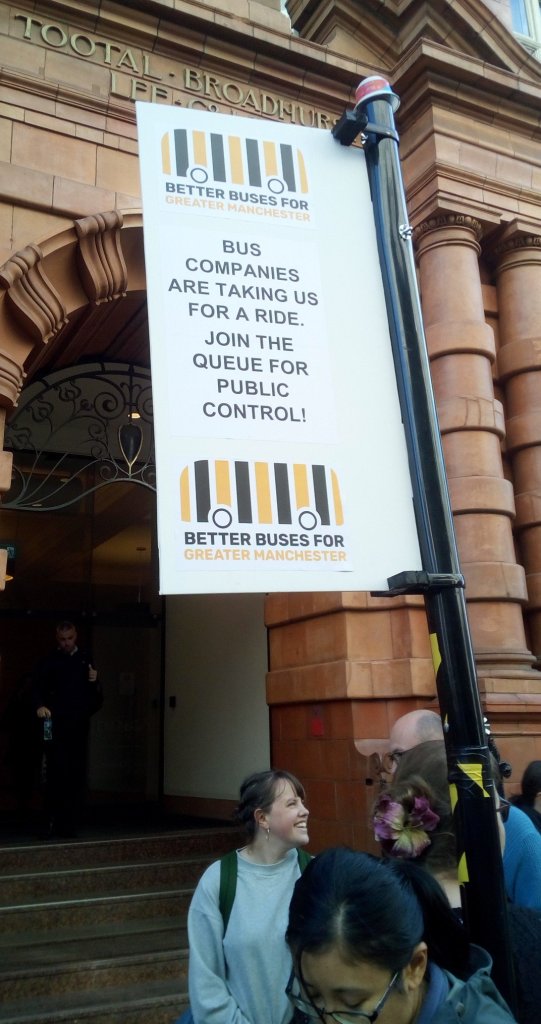 TOOTAL · BROADHURST
LEE · Co
BETTER BUSES FOR
GREATER MANCHESTER
BUS
COMPANIES
ARE TAKING US
FOR A RIDE.
JOIN THE
QUEUE FOR
PUBLIC
CONTROL!
BETTER BUSES FOR
GREATER MANCHESTER